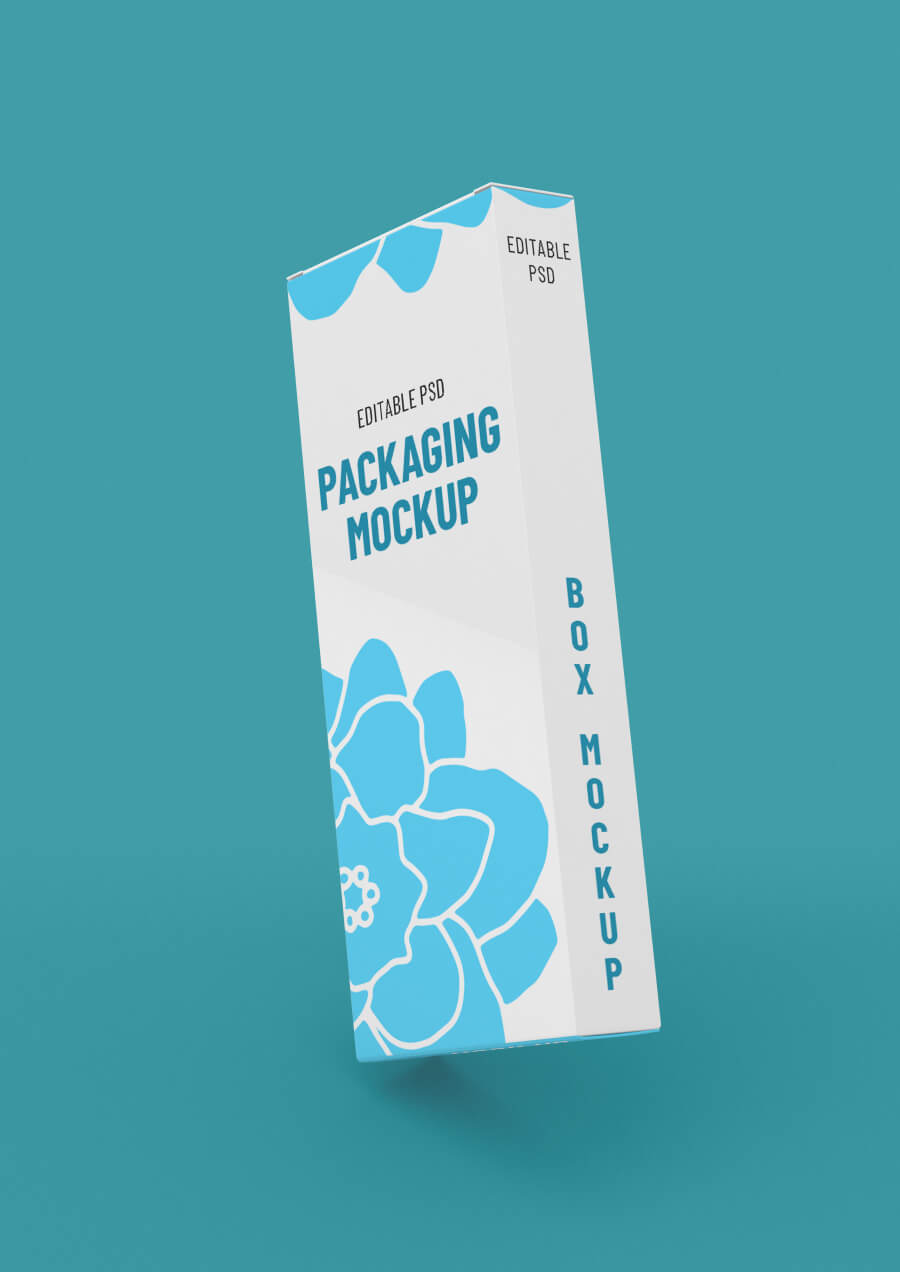 EDITABLE PSD
PACKAGING
MOCKUP
EDITABLE
PSD
BOX MOCKUP